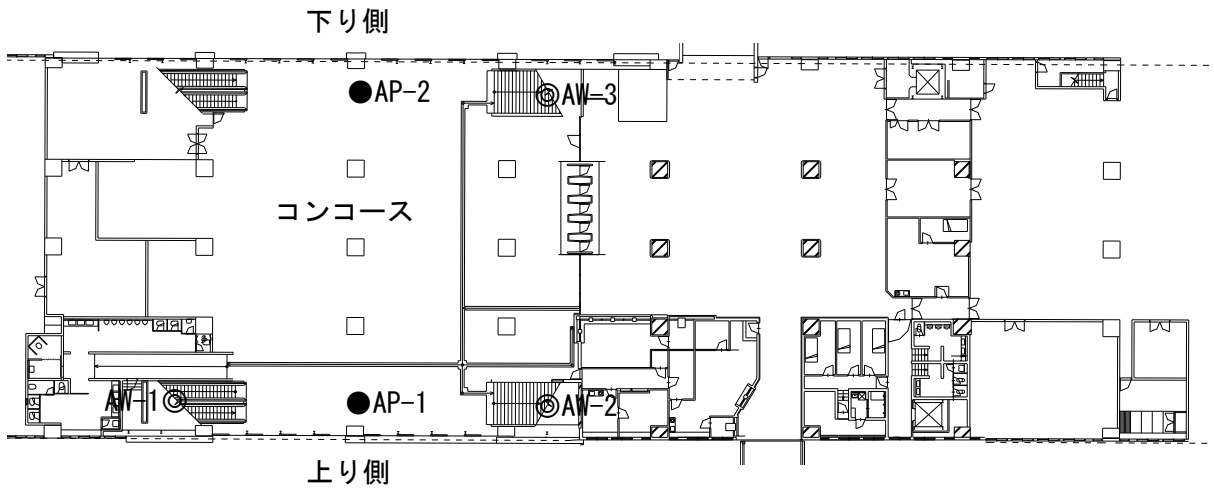 下り側
●AP-2
◎AW-3
コンコース
AW-1◎
●AP-1
◎AW-2
上り側